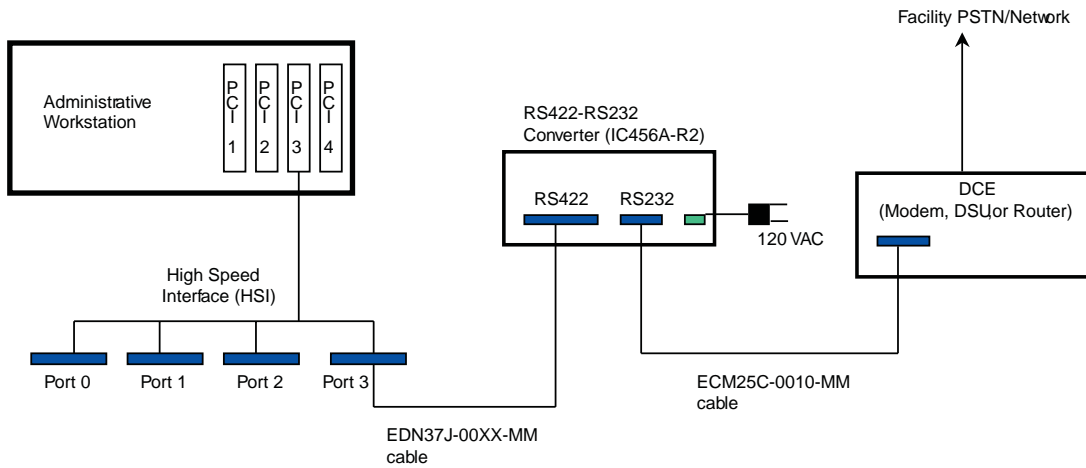 Facility PSTN/Network
Administrative
Workstation
PCI 1
PCI 2
PCI 3
PCI 4
RS422-RS232
Converter (IC456A-R2)
RS422
RS232
120 VAC
DCE
(Modem, DSU,or Router)
High Speed
Interface (HSI)
Port 0
Port 1
Port 2
Port 3
EDN37J-00XX-MM
cable
ECM25C-0010-MM
cable